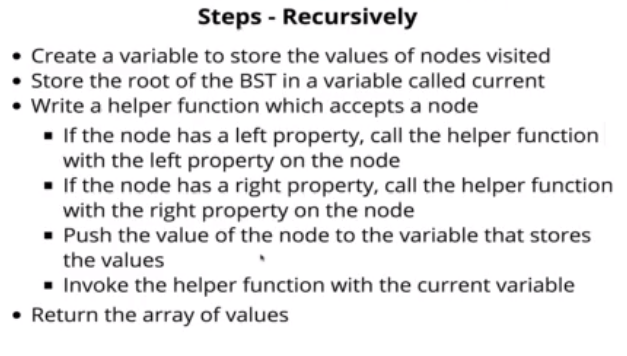 Steps - Recursively
• Create a variable to store the values of nodes visited
• Store the root of the BST in a variable called current
• Write a helper function which accepts a node
▪ If the node has a left property, call the helper function
with the left property on the node
▪ If the node has a right property, call the helper function
with the right property on the node
▪ Push the value of the node to the variable that stores
the values
▪ Invoke the helper function with the current variable
• Return the array of values